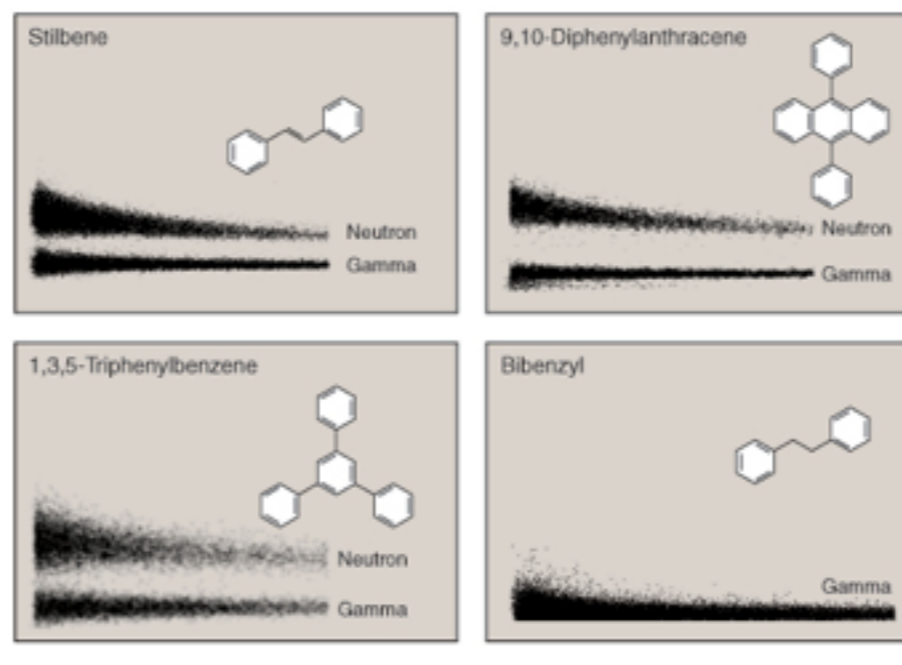 Stilbene
Neutron
Gamma
9,10-Diphenylanthracene
Neutron
Gamma
1,3,5-Triphenylbenzene
Neutron
Gamma
Bibenzyl
Gamma